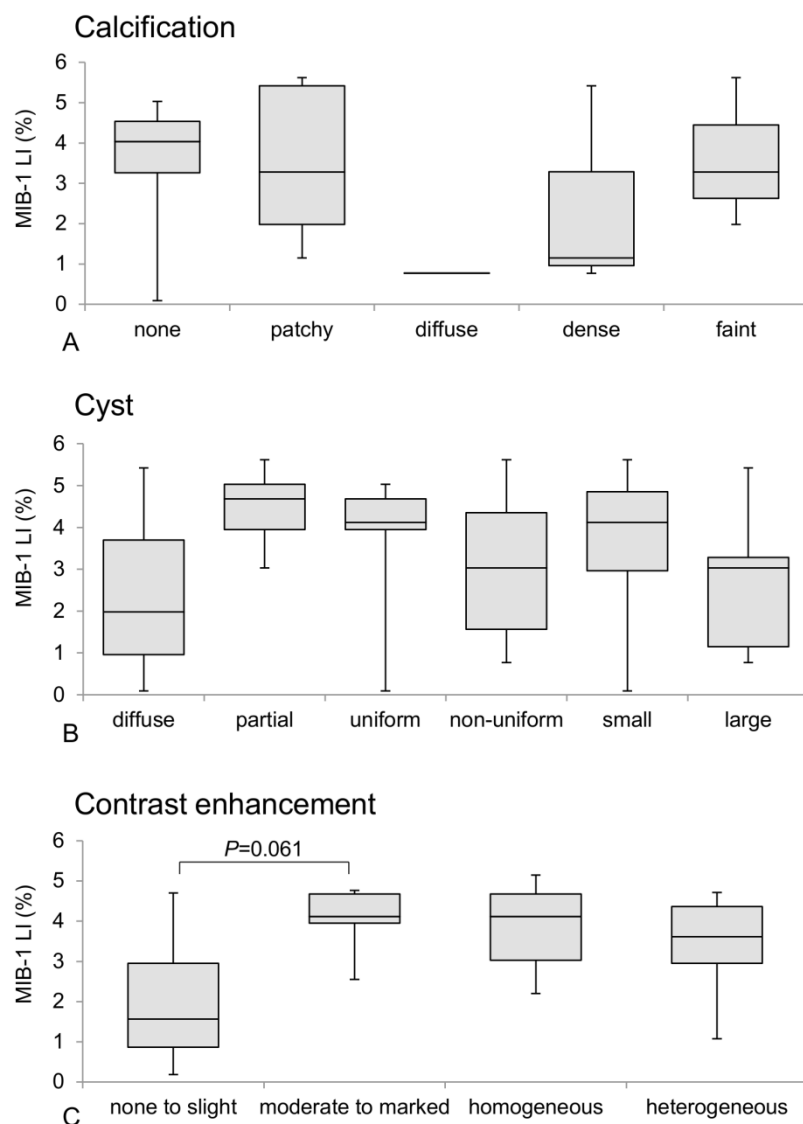 Calcification
MIB-1 LI (%)
6
5
4
3
2
1
0
none patchy diffuse dense faint
A
Cyst
MIB-1 LI (%)
6
5
4
3
2
1
0
diffuse partial uniform non-uniform small large
B
Contrast enhancement
MIB-1 LI (%)
6
5
4
3
2
1
0
P=0.061
none to slight moderate to marked homogeneous heterogeneous
C